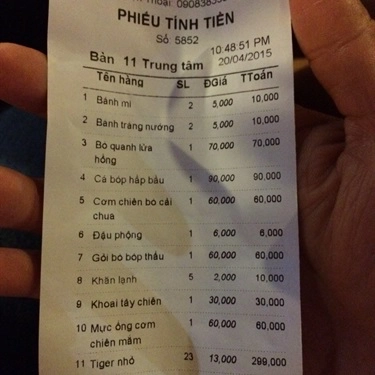 PHIẾU TÍNH TIỀN
Số: 5852
10:48:51 PM
Bàn 11 Trung tâm 20/04/2015
Tên hàng SL ĐGiá TToán
1 Bánh mì 2 5,000 10,000
2 Bánh tráng nướng 2 5,000 10,000
3 Bò quanh lửa 1 70,000 70,000
hồng
4 Cá bóp hấp bầu 1 90,000 90,000
5 Cơm chiên bò cải 1 60,000 60,000
chua
6 Đậu phộng 1 6,000 6,000
7 Gỏi bò bóp thấu 1 60,000 60,000
8 Khăn lạnh 5 2,000 10,000
9 Khoai tây chiên 1 30,000 30,000
10 Mực ống cơm 1 60,000 60,000
chiên mắm
11 Tiger nhỏ 23 13,000 299,000